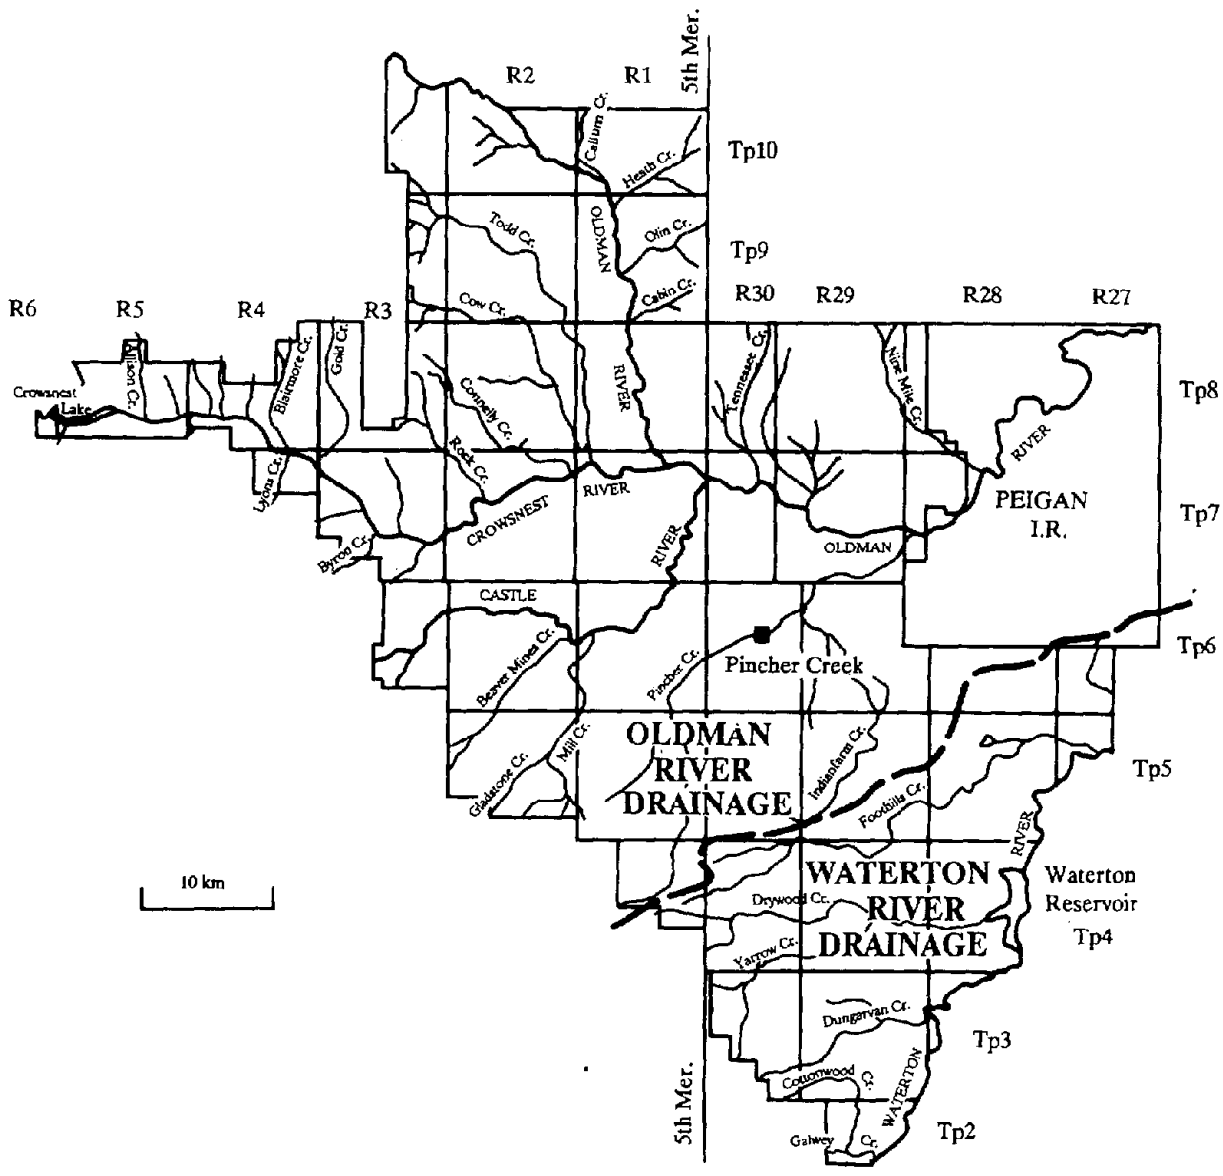 5th Mer.
R2
R1
Callum Cr.
Heath Cr.
Tp10
Todd Cr.
OLDMAN
Olin Cr.
Tp9
Cow Cr.
Cabin Cr.
R6
R5
R4
R3
R30
R29
R28
R27
Allison Cr.
Blairmore Cr.
Gold Cr.
RIVER
Tennessee Cr.
Nine Mile Cr.
Tp8
Crowsnest
Lake
Connelly Cr.
Rock Cr.
RIVER
Lyons Cr.
RIVER
CROWSNEST
PEIGAN
I.R.
Tp7
Byron Cr.
RIVER
OLDMAN
CASTLE
Beaver Mines Cr.
Pincher Cr.
Pincher Creek
Tp6
OLDMAN
RIVER
DRAINAGE
Mill Cr.
Gladstone Cr.
Indianfarm Cr.
Foothills Cr.
Tp5
RIVER
10 km
WATERTON
RIVER
DRAINAGE
Waterton
Reservoir
Drywood Cr.
Tp4
Yarrow Cr.
Dungarvan Cr.
Tp3
Cottonwood
Cr.
WATERTON
5th Mer.
Galwey
Cr.
Tp2